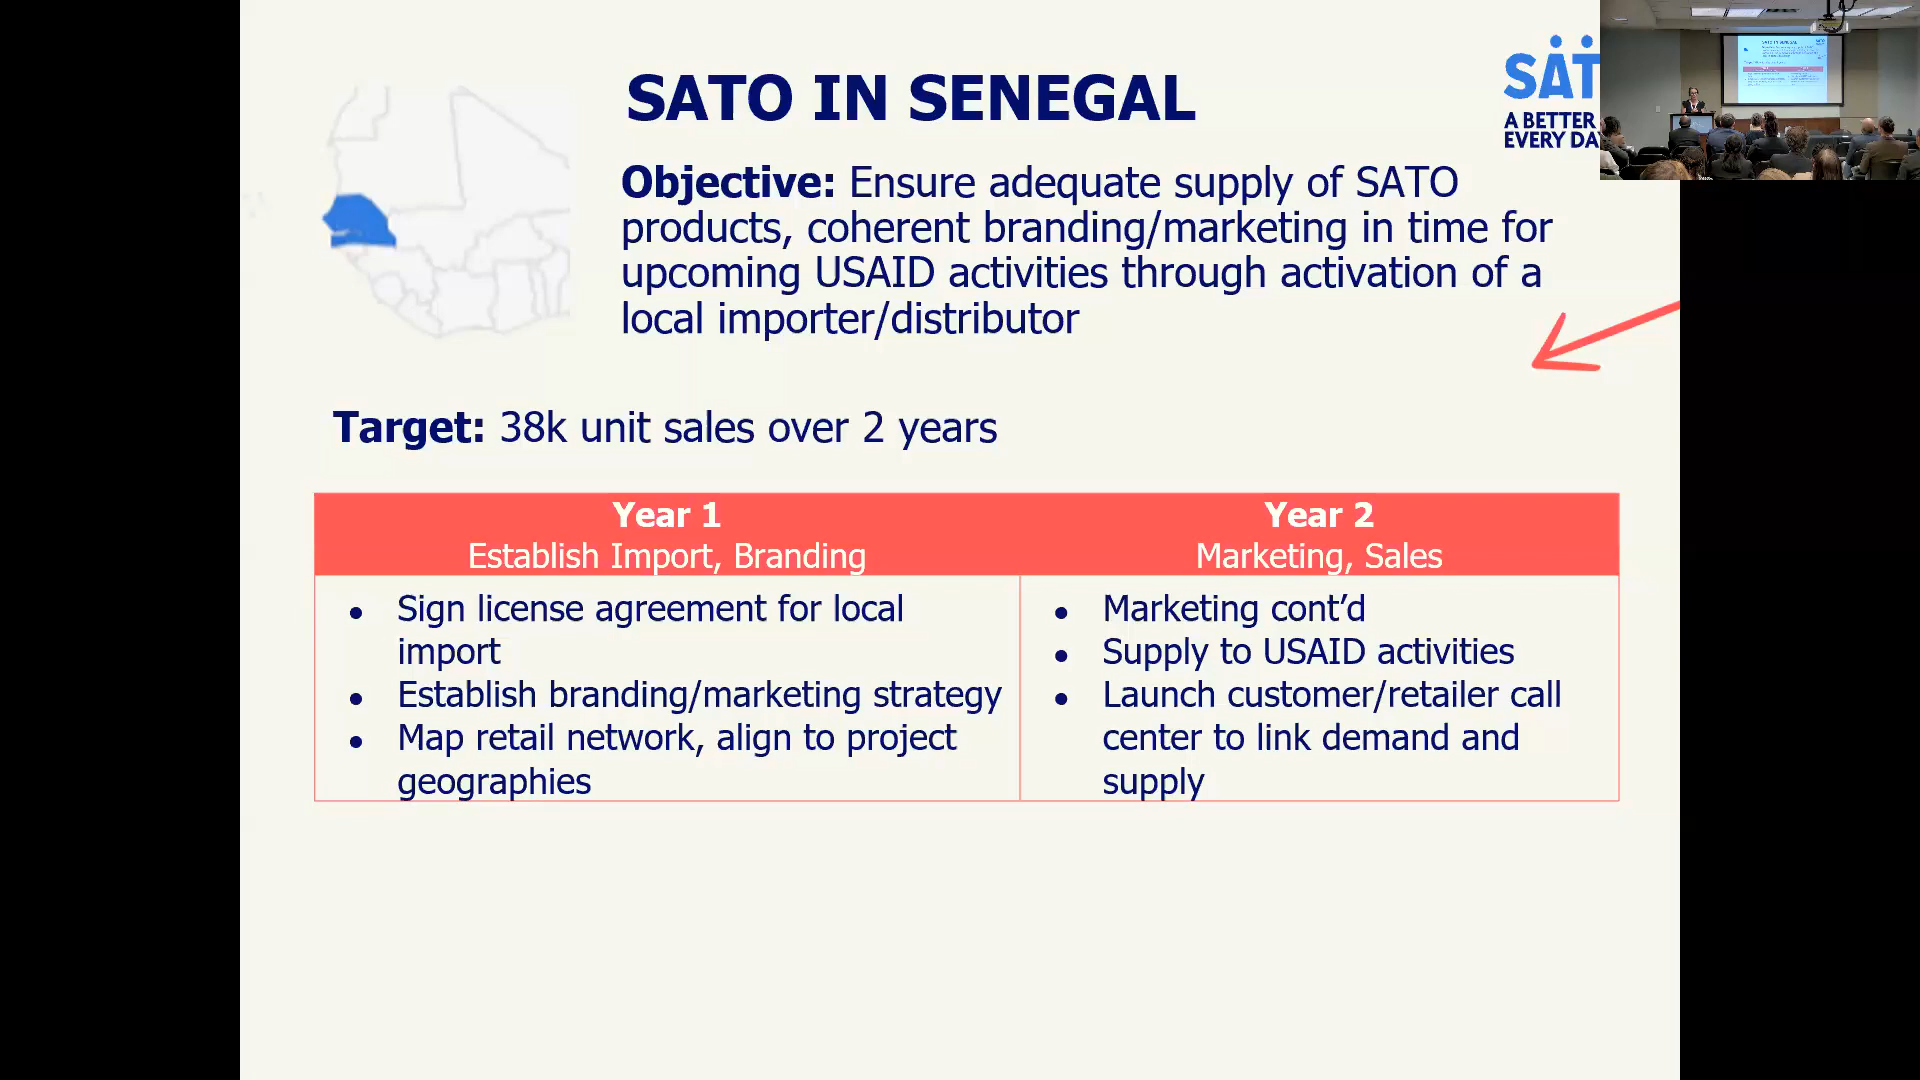 SATO IN SENEGAL
SAT
A BETTER
EVERY DA
Objective: Ensure adequate supply of SATO
products, coherent branding/marketing in time for
upcoming USAID activities through activation of a
local importer/distributor
Target: 38k unit sales over 2 years
Year 1
Establish Import, Branding
Year 2
Marketing, Sales
• Sign license agreement for local
import
• Establish branding/marketing strategy
• Map retail network, align to project
geographies
• Marketing cont’d
• Supply to USAID activities
• Launch customer/retailer call
center to link demand and
supply
SATO IN SENEGAL